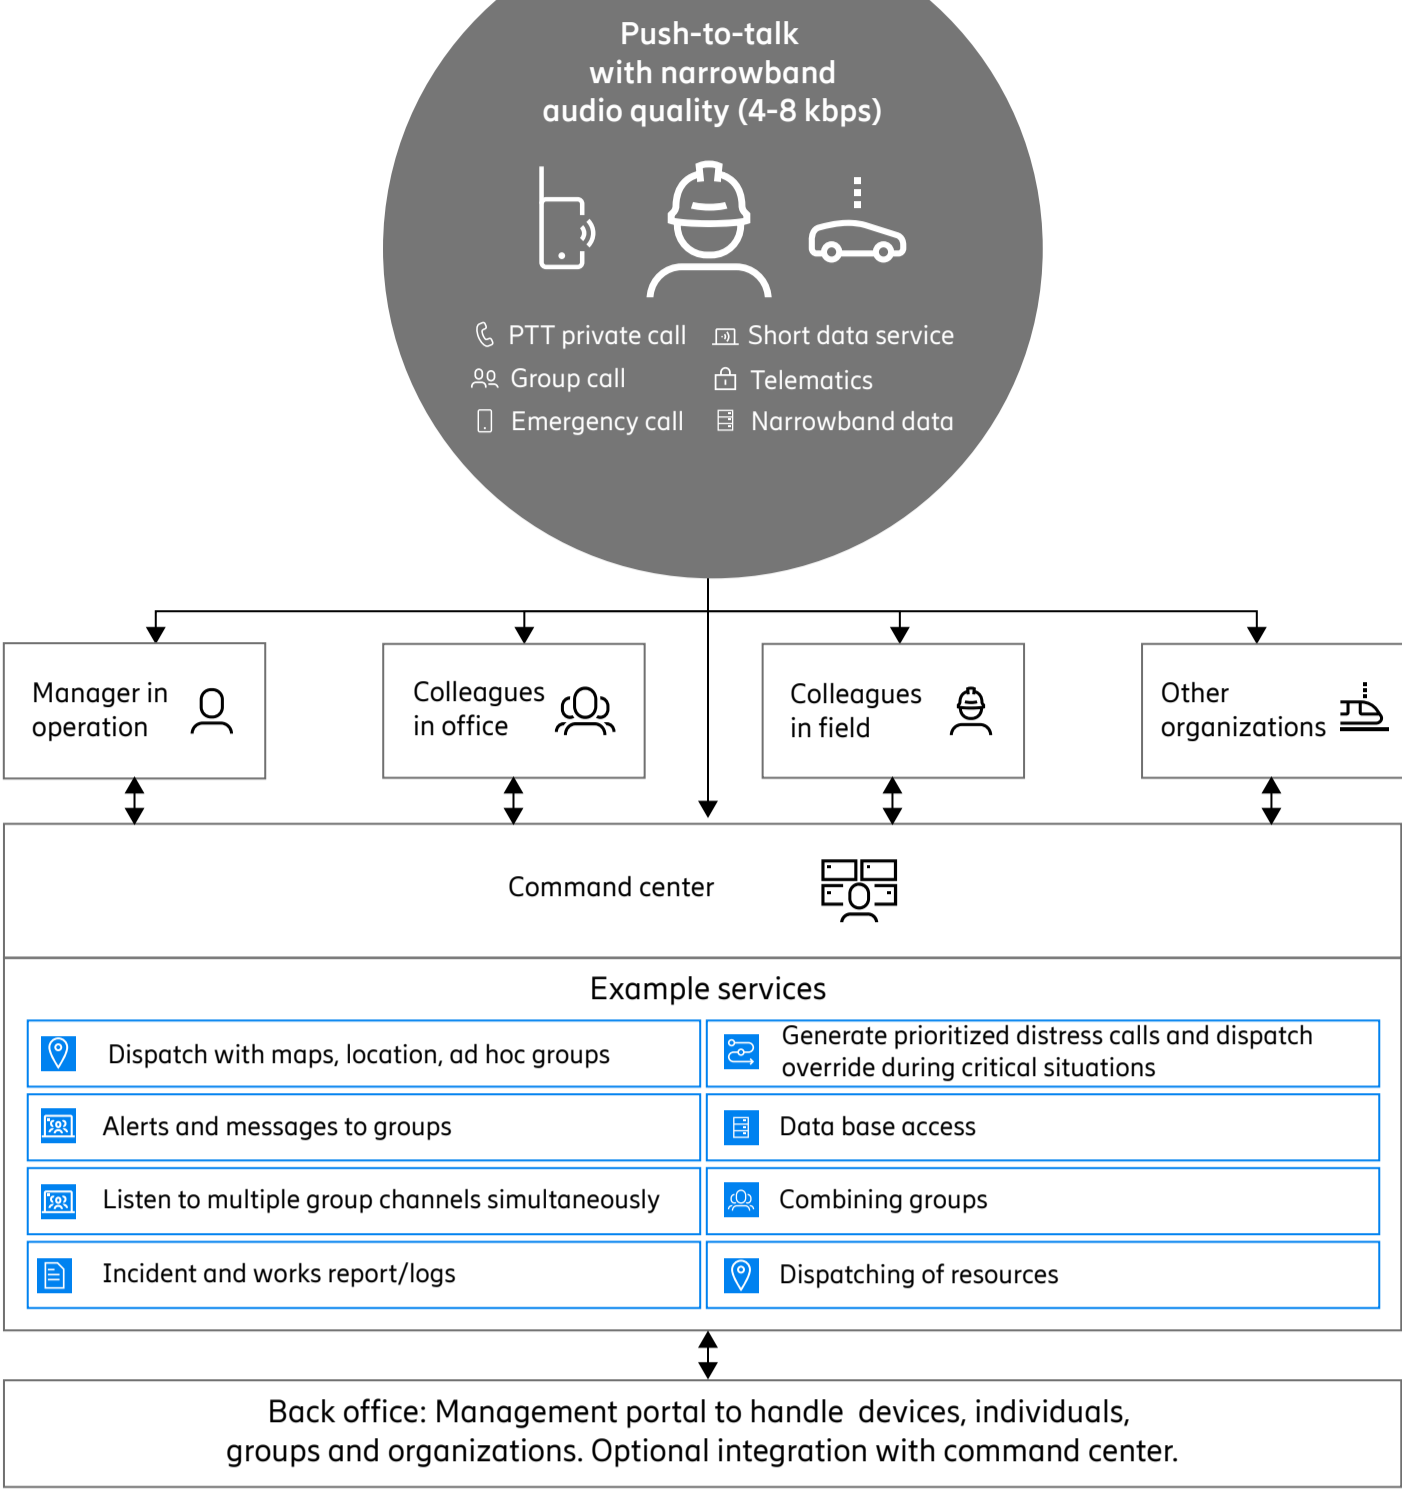 Push-to-talk
with narrowband
audio quality (4-8 kbps)
PTT private call
Short data service
Group call
Telematics
Emergency call
Narrowband data
Manager in
operation
Colleagues
in office
Colleagues
in field
Other
organizations
Command center
Example services
Dispatch with maps, location, ad hoc groups
Generate prioritized distress calls and dispatch
override during critical situations
Alerts and messages to groups
Data base access
Listen to multiple group channels simultaneously
Combining groups
Incident and works report/logs
Dispatching of resources
Back office: Management portal to handle  devices, individuals,
groups and organizations. Optional integration with command center.